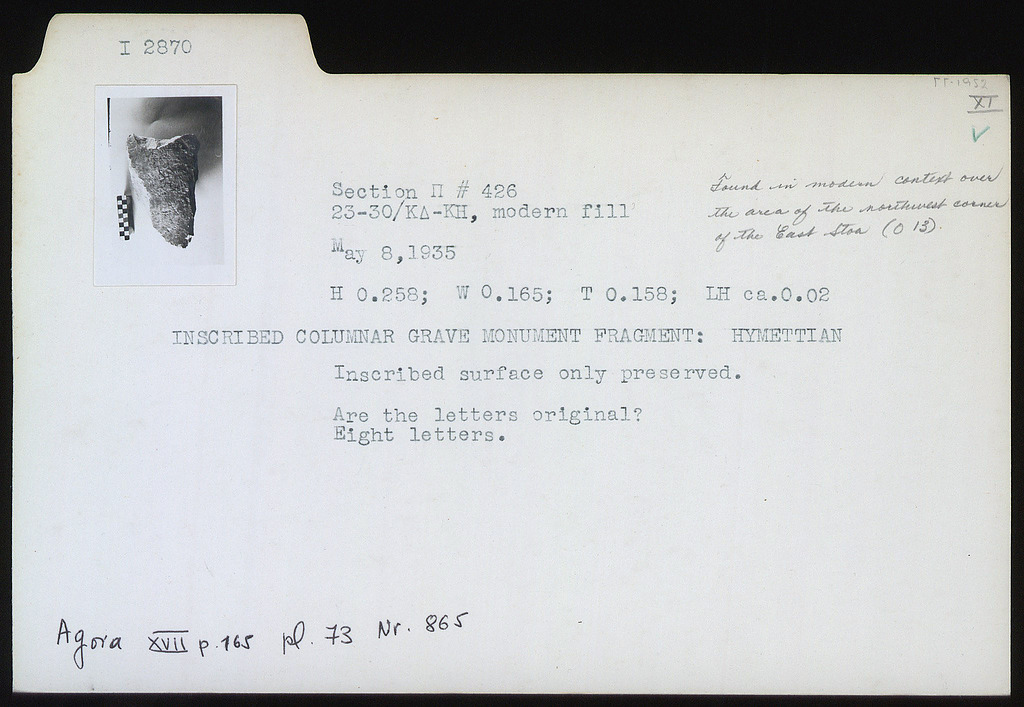 I 2870
XI
Section Π # 426
23-30/ΚΔ-ΚΗ, modern fill
May 8,1935
Found in modern context over
the area of the northwest corner
of the East Stoa (O 13).
H 0.258; W 0.165; T 0.158; LH ca.0.02
INSCRIBED COLUMNAR GRAVE MONUMENT FRAGMENT: HYMETTIAN
Inscribed surface only preserved.
Are the letters original?
Eight letters.
Agora XVII p.165 pl. 73 Nr. 865